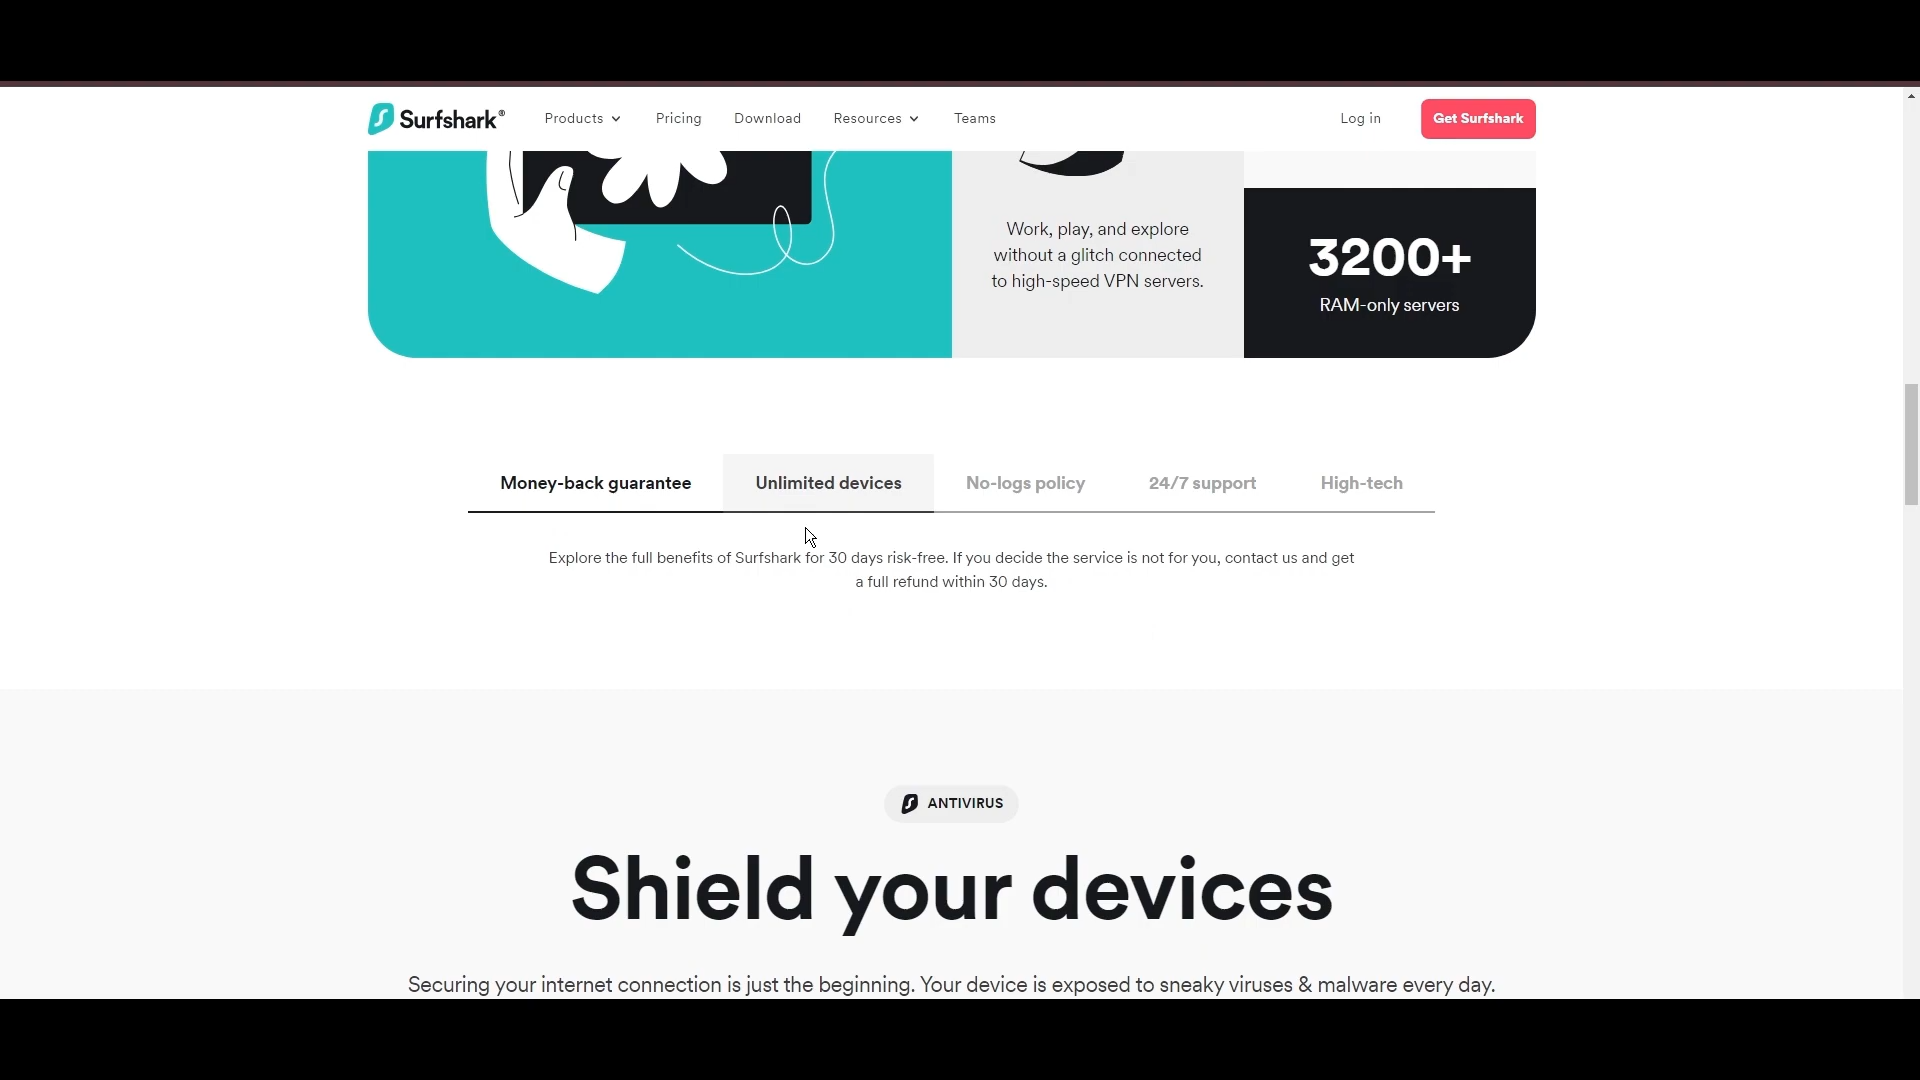 Surfshark®
Products
Pricing
Download
Resources
Teams
Log in
Get Surfshark
Work, play, and explore
without a glitch connected
to high-speed VPN servers.
3200+
RAM-only servers
Money-back guarantee
Unlimited devices
No-logs policy
24/7 support
High-tech
Explore the full benefits of Surfshark for 30 days risk-free. If you decide the service is not for you, contact us and get
a full refund within 30 days.
ANTIVIRUS
Shield your devices
Securing your internet connection is just the beginning. Your device is exposed to sneaky viruses & malware every day.